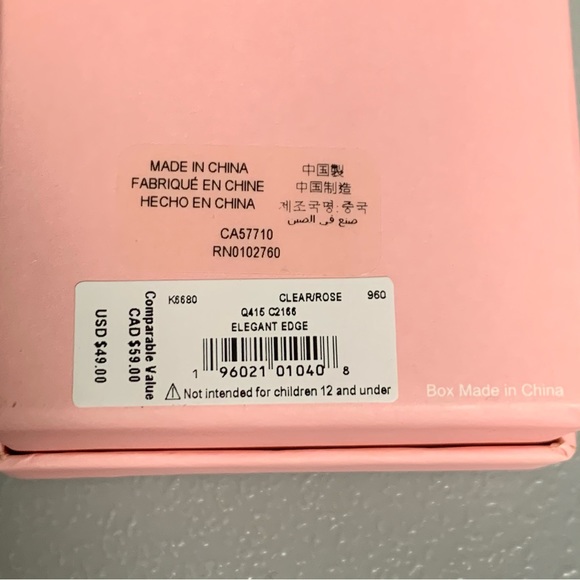 MADE IN CHINA
FABRIQUÉ EN CHINE
HECHO EN CHINA
中国製
中国制造
제조국명:중국
صنع في الصين
CA57710
RN0102760
Comparable Value
CAD $59.00
USD $49.00
K6680 CLEAR/ROSE 960
Q415 C2166
ELEGANT EDGE
1 96021 01040 8
⚠ Not intended for children 12 and under
Box Made in China